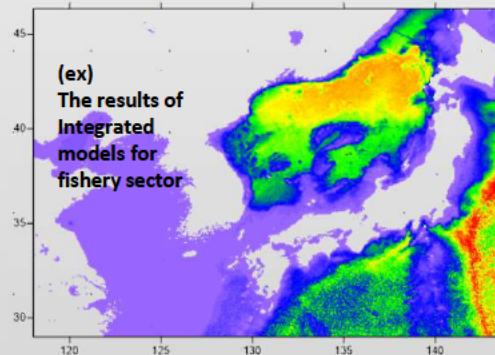 45
(ex)
The results of
Integrated
40
models for
fishery sector
35
30
120 125 130 135 140